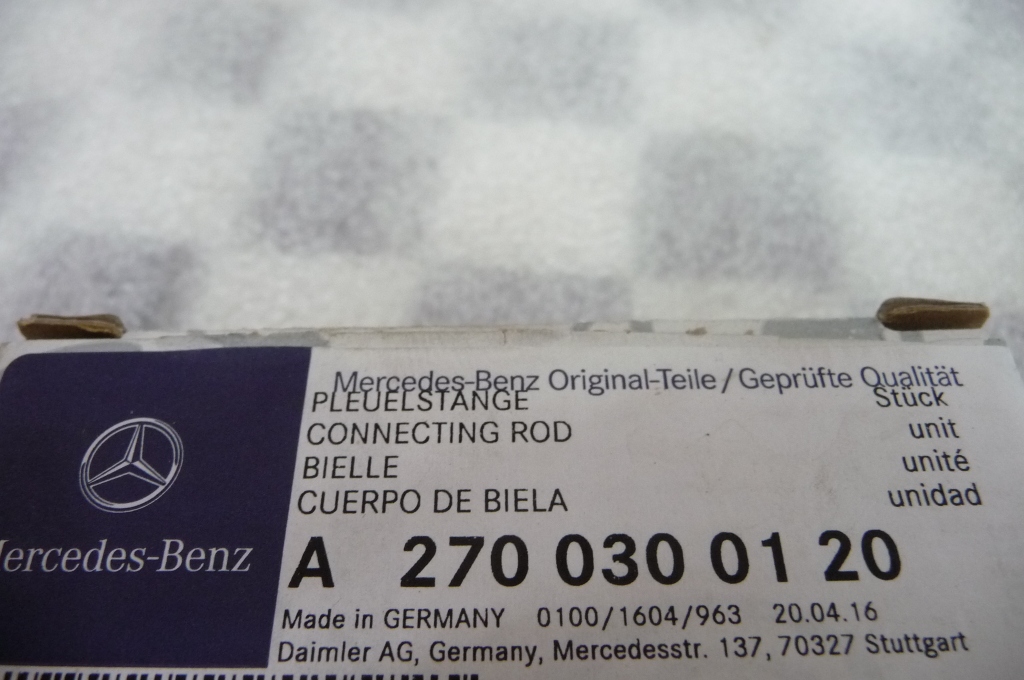 Mercedes-Benz Original-Teile / Geprüfte Qualität
PLEUELSTANGE Stück
CONNECTING ROD unit
BIELLE unité
CUERPO DE BIELA unidad
Mercedes-Benz
A 270 030 01 20
Made in GERMANY 0100/1604/963 20.04.16
Daimler AG, Germany, Mercedesstr. 137, 70327 Stuttgart